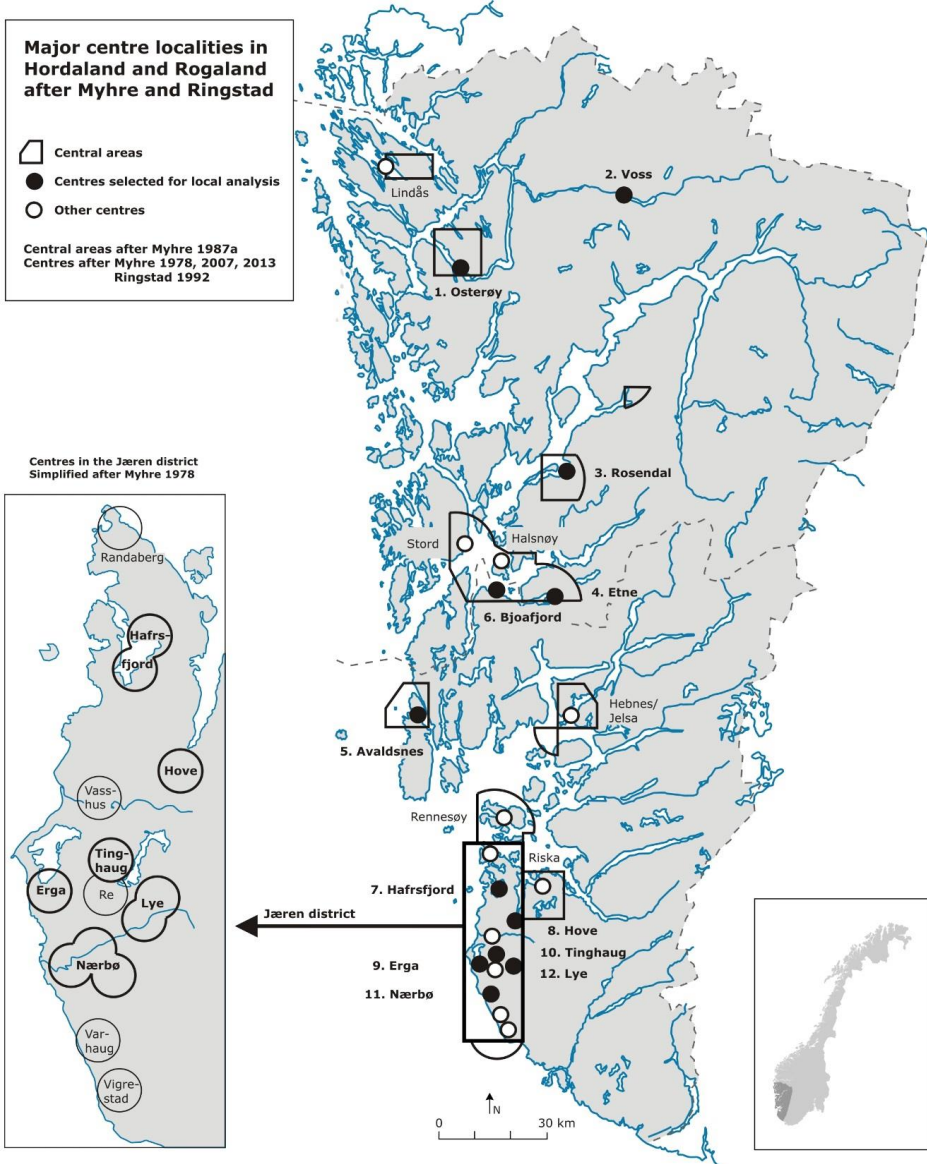 Major centre localities in
Hordaland and Rogaland
after Myhre and Ringstad
Central areas
Centres selected for local analysis
Other centres
Central areas after Myhre 1987a
Centres after Myhre 1978, 2007, 2013
Ringstad 1992
Lindås
2. Voss
1. Osterøy
3. Rosendal
Stord
Halsnøy
4. Etne
6. Bjoafjord
Hebnes/
Jelsa
5. Avaldsnes
Rennesøy
Riska
7. Hafrsfjord
8. Hove
10. Tinghaug
9. Erga
12. Lye
11. Nærbø
Jæren district
N
0 30 km
Centres in the Jæren district
Simplified after Myhre 1978
Randaberg
Hafrs-
fjord
Hove
Vass-
hus
Ting-
haug
Erga
Re
Lye
Nærbø
Var-
haug
Vigre-
stad